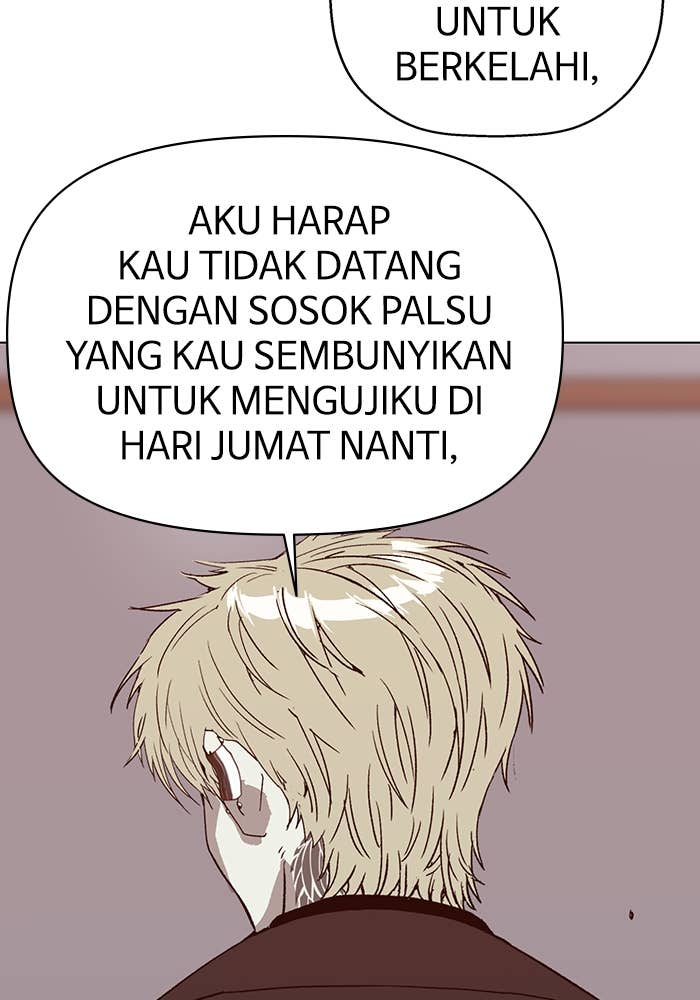 UNTUK
BERKELAHI,
AKU HARAP
KAU TIDAK DATANG
DENGAN SOSOK PALSU
YANG KAU SEMBUNYIKAN
UNTUK MENGUJIKU DI
HARI JUMAT NANTI,